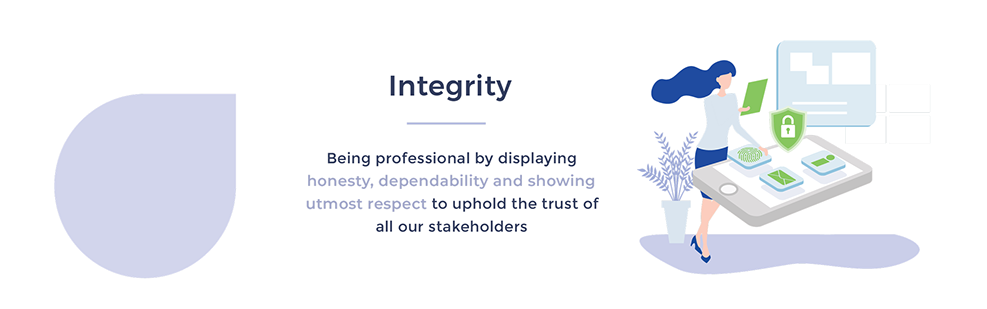 Integrity
Being professional by displaying
honesty, dependability and showing
utmost respect to uphold the trust of
all our stakeholders